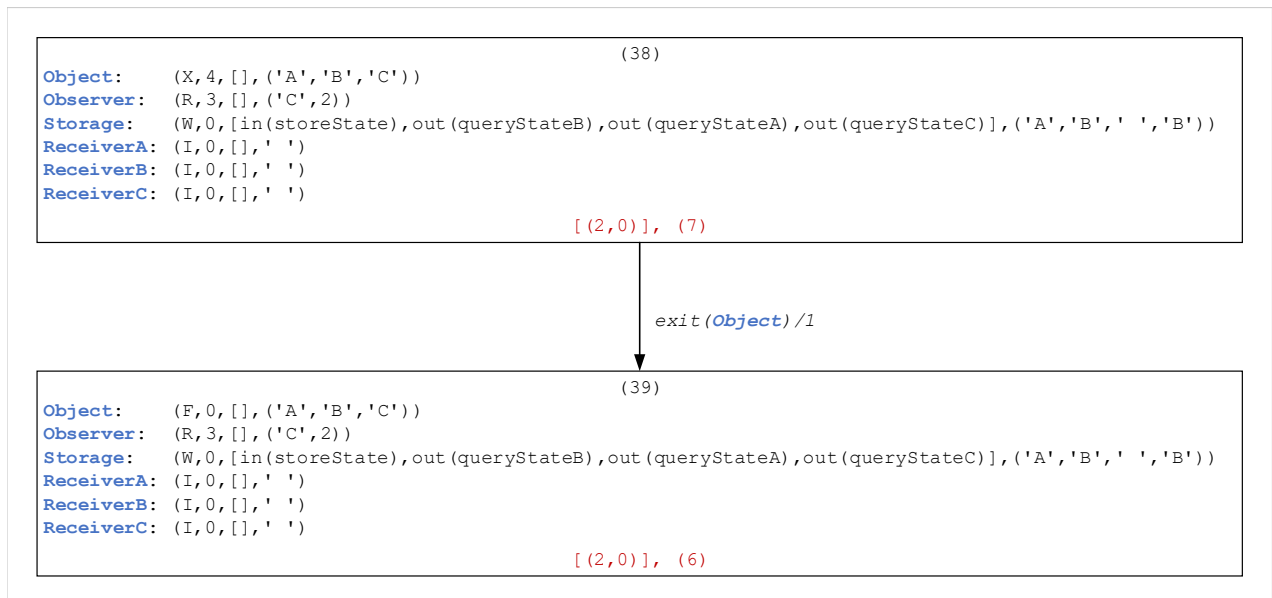 (38)
Object: (X,4,[],('A','B','C'))
Observer: (R,3,[],('C',2))
Storage: (W,0,[in(storeState),out(queryStateB),out(queryStateA),out(queryStateC)],('A','B',' ','B'))
ReceiverA: (I,0,[],' ')
ReceiverB: (I,0,[],' ')
ReceiverC: (I,0,[],' ')
[(2,0)], (7)
exit(Object)/1
(39)
Object: (F,0,[],('A','B','C'))
Observer: (R,3,[],('C',2))
Storage: (W,0,[in(storeState),out(queryStateB),out(queryStateA),out(queryStateC)],('A','B',' ','B'))
ReceiverA: (I,0,[],' ')
ReceiverB: (I,0,[],' ')
ReceiverC: (I,0,[],' ')
[(2,0)], (6)